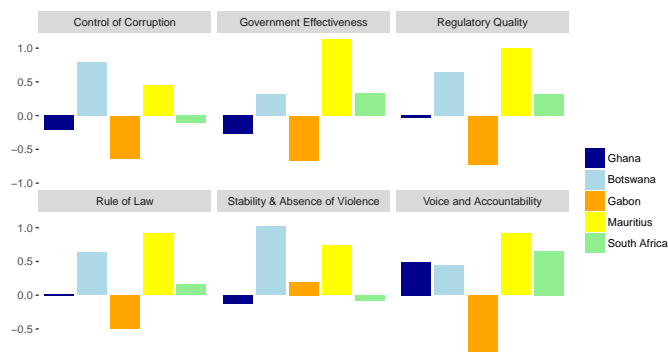 Control of Corruption Government Effectiveness Regulatory Quality
1.0
0.5
0.0
−0.5
−1.0
Rule of Law Stability & Absence of Violence Voice and Accountability
1.0
0.5
0.0
−0.5
Ghana
Botswana
Gabon
Mauritius
South Africa